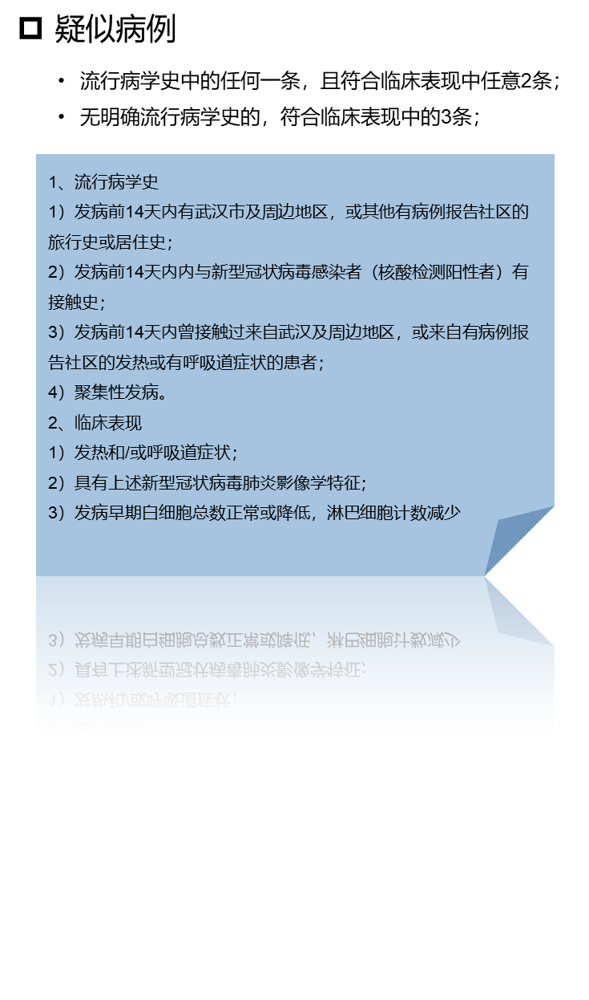 疑似病例
• 流行病学史中的任何一条，且符合临床表现中任意2条；
• 无明确流行病学史的，符合临床表现中的3条；
1、流行病学史
1）发病前14天内有武汉市及周边地区，或其他有病例报告社区的
旅行史或居住史；
2）发病前14天内内与新型冠状病毒感染者（核酸检测阳性者）有
接触史；
3）发病前14天内曾接触过来自武汉及周边地区，或来自有病例报
告社区的发热或有呼吸道症状的患者；
4）聚集性发病。
2、临床表现
1）发热和/或呼吸道症状；
2）具有上述新型冠状病毒肺炎影像学特征；
3）发病早期白细胞总数正常或降低，淋巴细胞计数减少